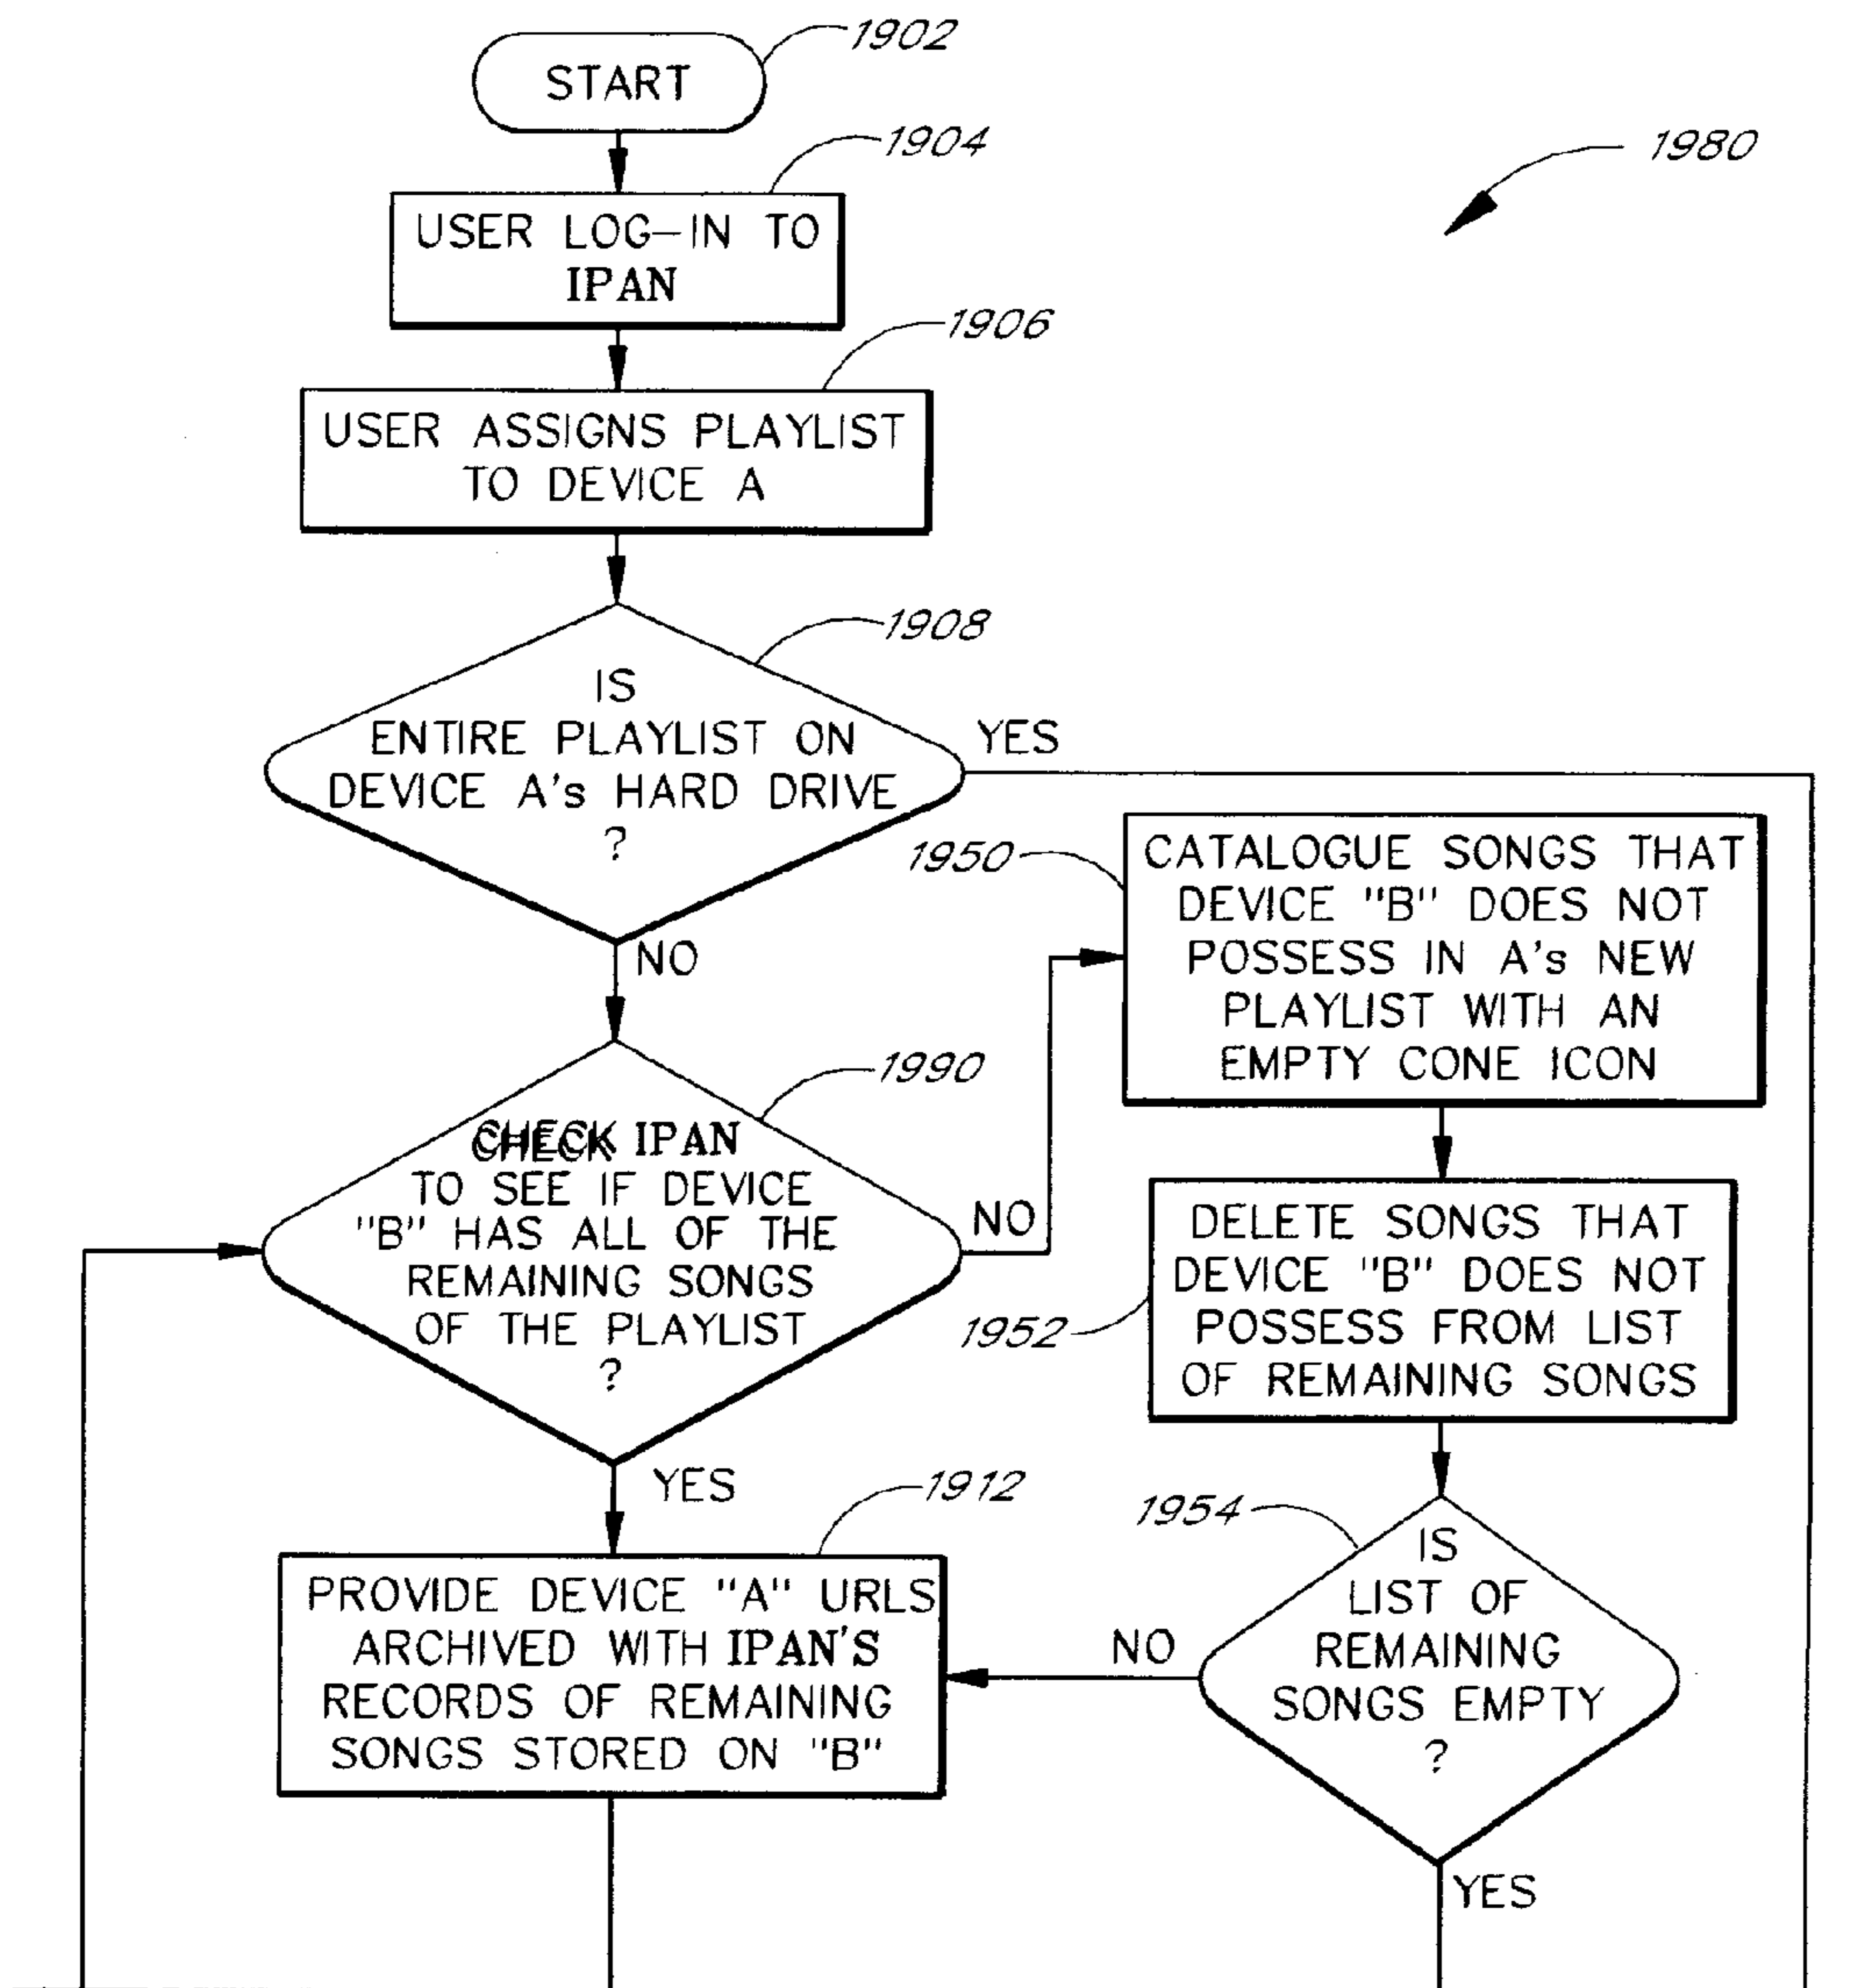 1902
START
1904
1980
USER LOG-IN TO
IPAN
1906
USER ASSIGNS PLAYLIST
TO DEVICE A
1908
IS
ENTIRE PLAYLIST ON
DEVICE A's HARD DRIVE
?
YES
NO
1950
CATALOGUE SONGS THAT
DEVICE "B" DOES NOT
POSSESS IN A's NEW
PLAYLIST WITH AN
EMPTY CONE ICON
1990
CHECK IPAN
TO SEE IF DEVICE
"B" HAS ALL OF THE
REMAINING SONGS
OF THE PLAYLIST
?
NO
YES
1952
DELETE SONGS THAT
DEVICE "B" DOES NOT
POSSESS FROM LIST
OF REMAINING SONGS
1912
PROVIDE DEVICE "A" URLS
ARCHIVED WITH IPAN'S
RECORDS OF REMAINING
SONGS STORED ON "B"
1954
IS
LIST OF
REMAINING
SONGS EMPTY
?
NO
YES